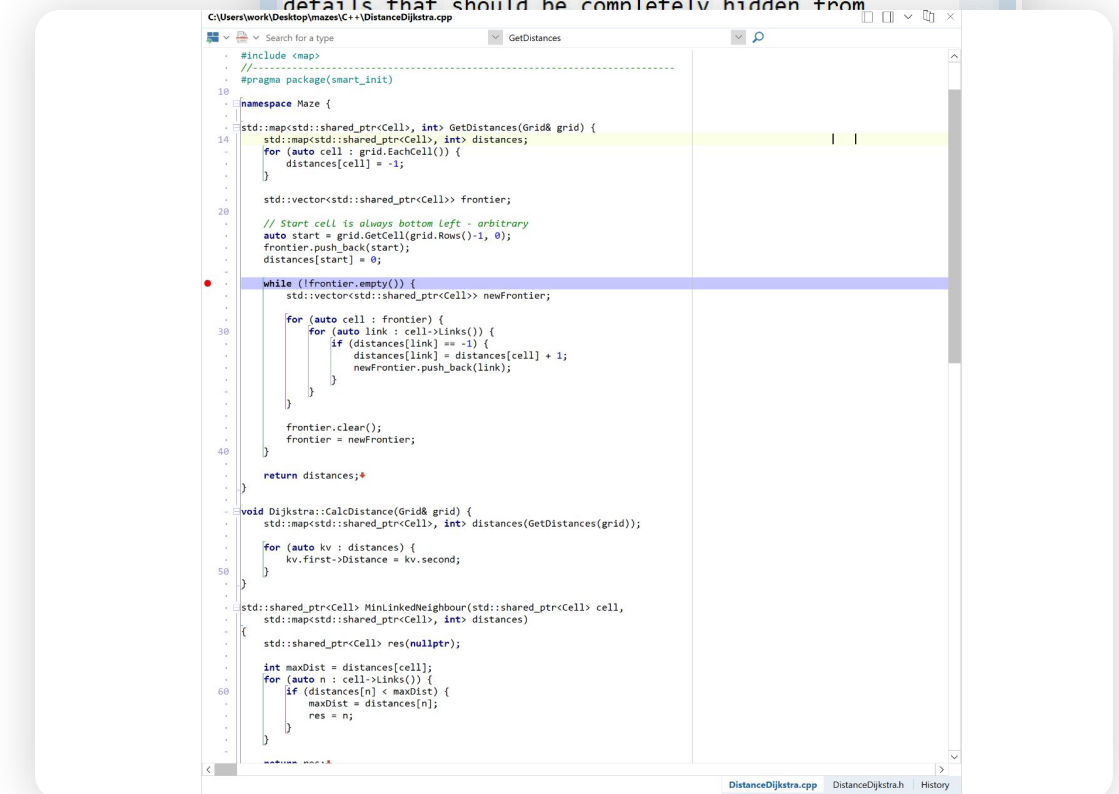 details that should be completely hidden from
C:\Users\work\Desktop\mazes\C++\DistanceDijkstra.cpp
Search for a type GetDistances
#include <map>
//---------------------------------------------------------------------------
#pragma package(smart_init)
10
namespace Maze {
std::map<std::shared_ptr<Cell>, int> GetDistances(Grid& grid) {
14 std::map<std::shared_ptr<Cell>, int> distances;
for (auto cell : grid.EachCell()) {
distances[cell] = -1;
}
std::vector<std::shared_ptr<Cell>> frontier;
20
// Start cell is always bottom left - arbitrary
auto start = grid.GetCell(grid.Rows()-1, 0);
frontier.push_back(start);
distances[start] = 0;
while (!frontier.empty()) {
std::vector<std::shared_ptr<Cell>> newFrontier;
for (auto cell : frontier) {
30 for (auto link : cell->Links()) {
if (distances[link] == -1) {
distances[link] = distances[cell] + 1;
newFrontier.push_back(link);
}
}
}
frontier.clear();
frontier = newFrontier;
40 }
return distances;
}
void Dijkstra::CalcDistance(Grid& grid) {
std::map<std::shared_ptr<Cell>, int> distances(GetDistances(grid));
for (auto kv : distances) {
kv.first->Distance = kv.second;
50 }
}
std::shared_ptr<Cell> MinLinkedNeighbour(std::shared_ptr<Cell> cell,
std::map<std::shared_ptr<Cell>, int> distances)
{
std::shared_ptr<Cell> res(nullptr);
int maxDist = distances[cell];
for (auto n : cell->Links()) {
60 if (distances[n] < maxDist) {
maxDist = distances[n];
res = n;
}
}
DistanceDijkstra.cpp DistanceDijkstra.h History